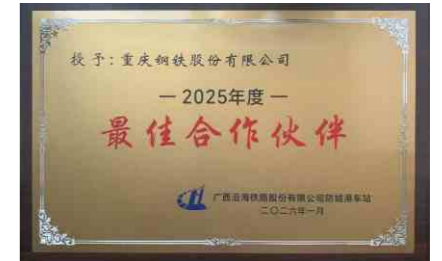 授予：重庆钢铁股份有限公司
— 2025年度 —
最佳合作伙伴
广西沿海铁路股份有限公司防城港车站
二〇二六年一月